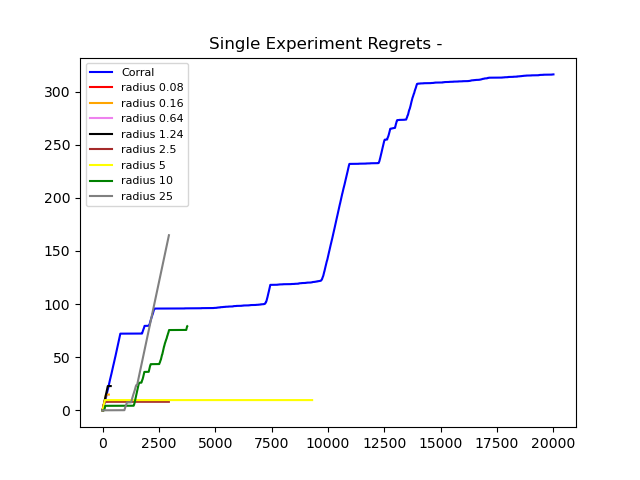 Single Experiment Regrets -
Corral
radius 0.08
radius 0.16
radius 0.64
radius 1.24
radius 2.5
radius 5
radius 10
radius 25
300
250
200
150
100
50
0
0 2500 5000 7500 10000 12500 15000 17500 20000